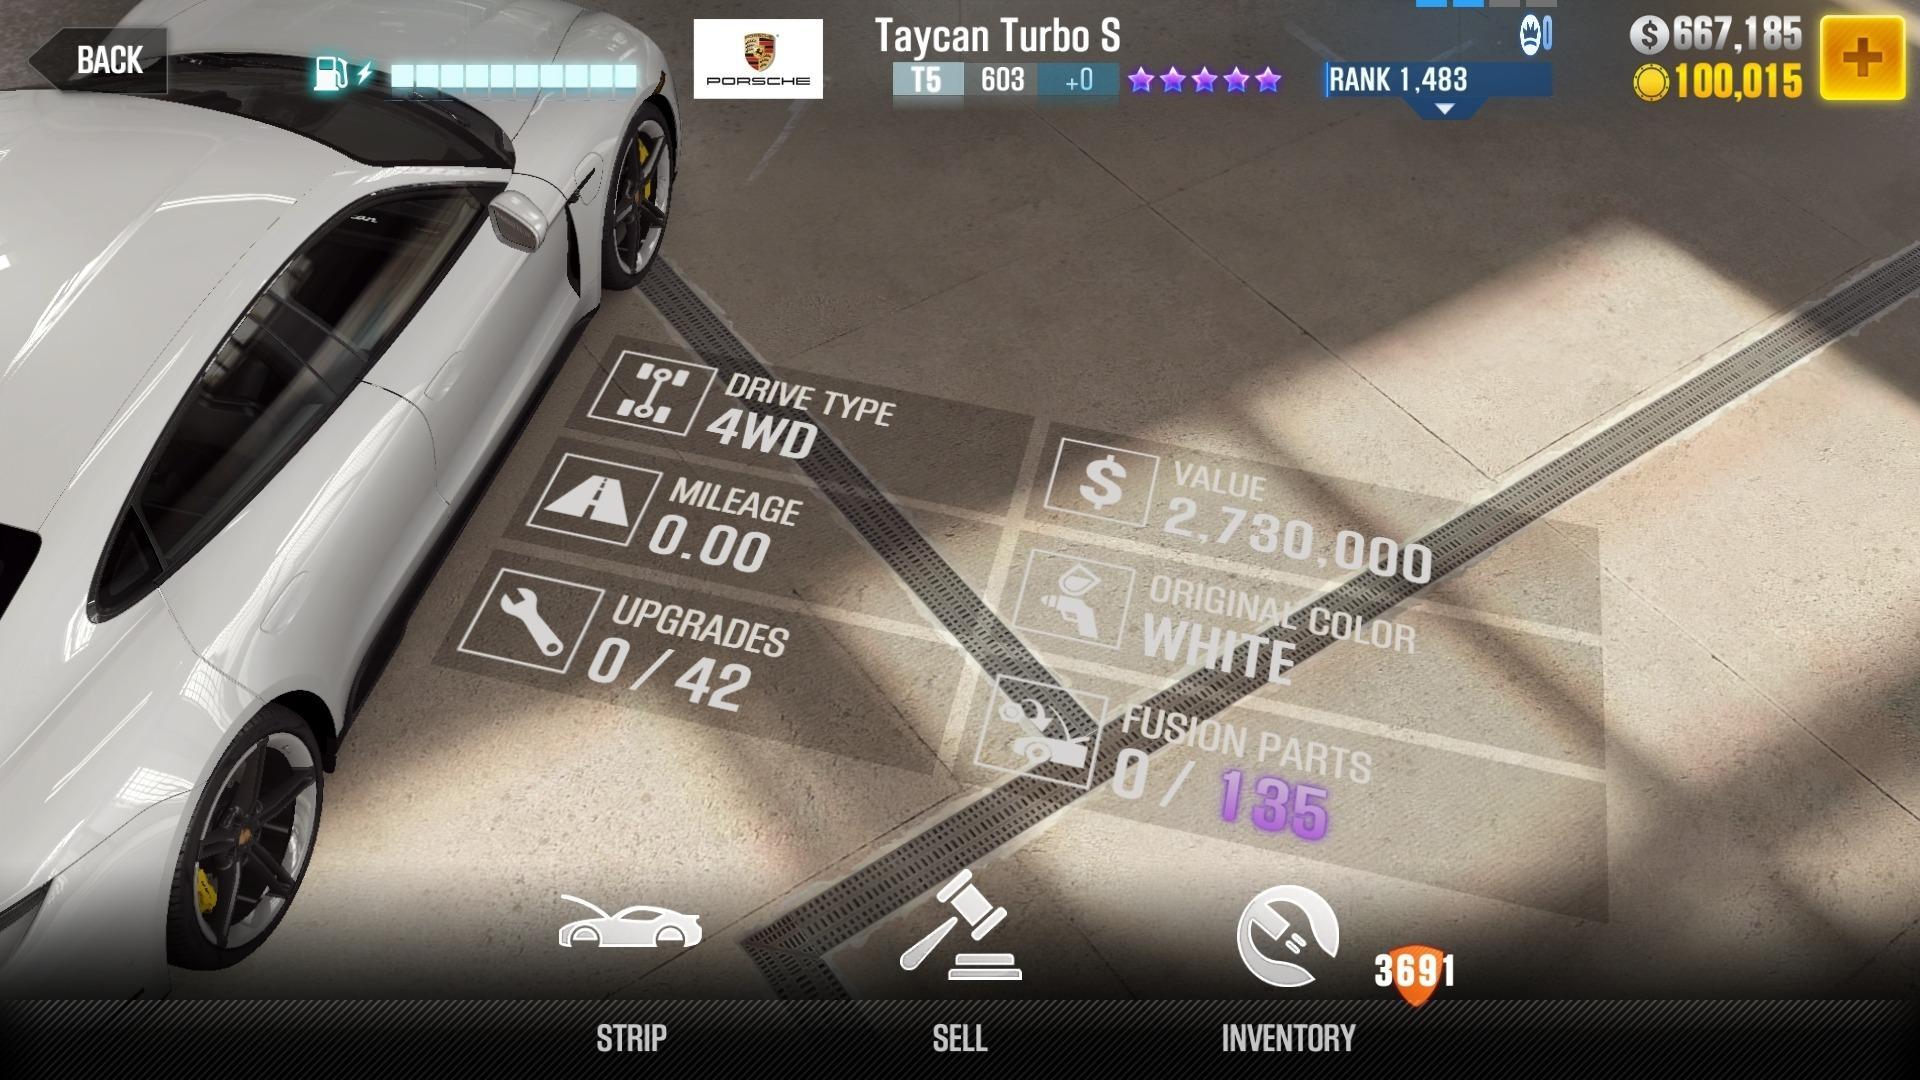 BACK
PORSCHE
Taycan Turbo S
T5 603 +0
0
RANK 1,483
667,185
100,015
DRIVE TYPE
4WD
MILEAGE
0.00
UPGRADES
0/42
VALUE
2,730,000
ORIGINAL COLOR
WHITE
FUSION PARTS
0/ 135
3691
STRIP
SELL
INVENTORY